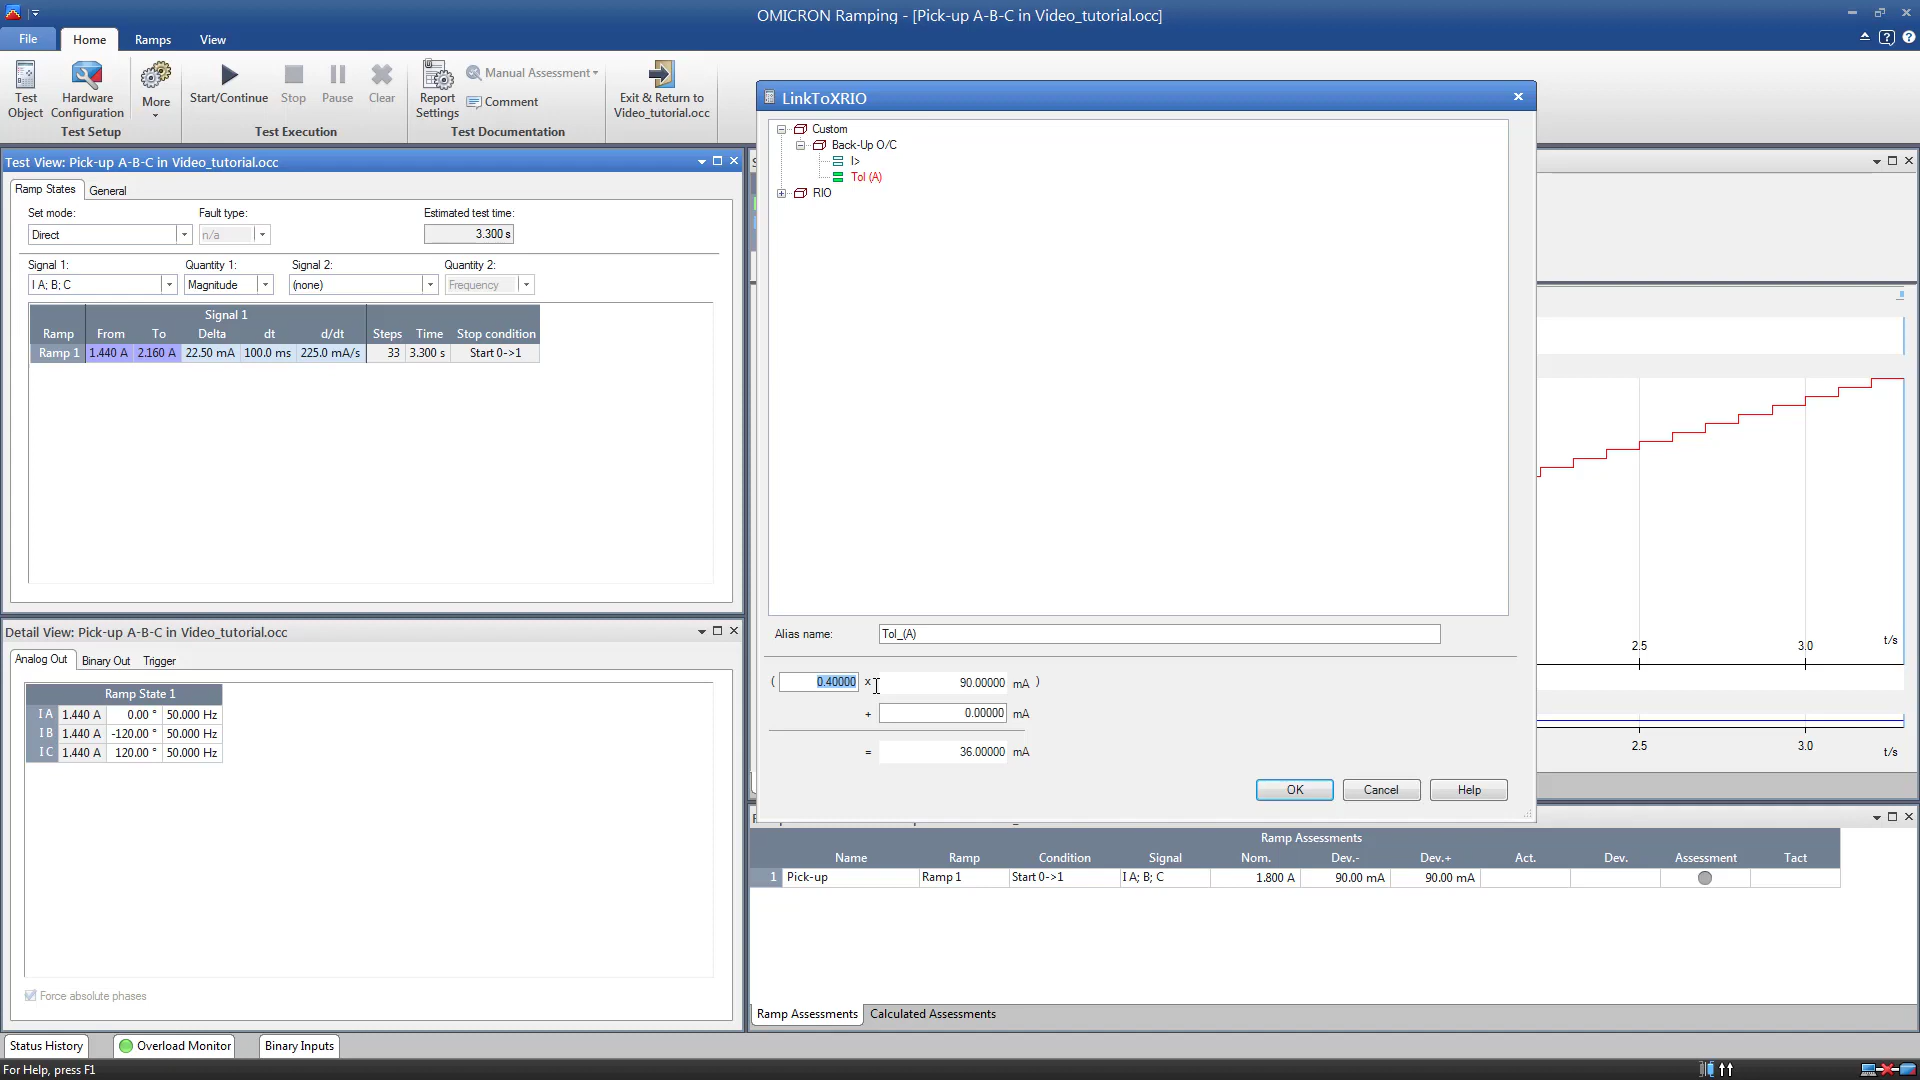 OMICRON Ramping - [Pick-up A-B-C in Video_tutorial.occ]
File Home Ramps View
Test Object
Hardware Configuration
More
Start/Continue Stop Pause Clear
Report Settings
Manual Assessment
Comment
Exit & Return to Video_tutorial.occ
Test Setup Test Execution Test Documentation
Test View: Pick-up A-B-C in Video_tutorial.occ
Ramp States General
Set mode: Fault type: Estimated test time:
Direct n/a 3.300 s
Signal 1: Quantity 1: Signal 2: Quantity 2:
I A; B; C Magnitude (none) Frequency
Signal 1
Ramp From To Delta dt d/dt Steps Time Stop condition
Ramp 1 1.440 A 2.160 A 22.50 mA 100.0 ms 225.0 mA/s 33 3.300 s Start 0->1
Detail View: Pick-up A-B-C in Video_tutorial.occ
Analog Out Binary Out Trigger
Ramp State 1
I A 1.440 A 0.00 ° 50.000 Hz
I B 1.440 A -120.00 ° 50.000 Hz
I C 1.440 A 120.00 ° 50.000 Hz
Force absolute phases
Status History Overload Monitor Binary Inputs
For Help, press F1
LinkToXRIO
Custom
Back-Up O/C
I>
Tol (A)
RIO
Alias name: Tol_(A)
( 0.40000 x 90.00000 mA )
+ 0.00000 mA
= 36.00000 mA
OK Cancel Help
2.5 3.0 t/s
2.5 3.0 t/s
Ramp Assessments
Name Ramp Condition Signal Nom. Dev.- Dev.+ Act. Dev. Assessment Tact
1 Pick-up Ramp 1 Start 0->1 I A; B; C 1.800 A 90.00 mA 90.00 mA
Ramp Assessments Calculated Assessments